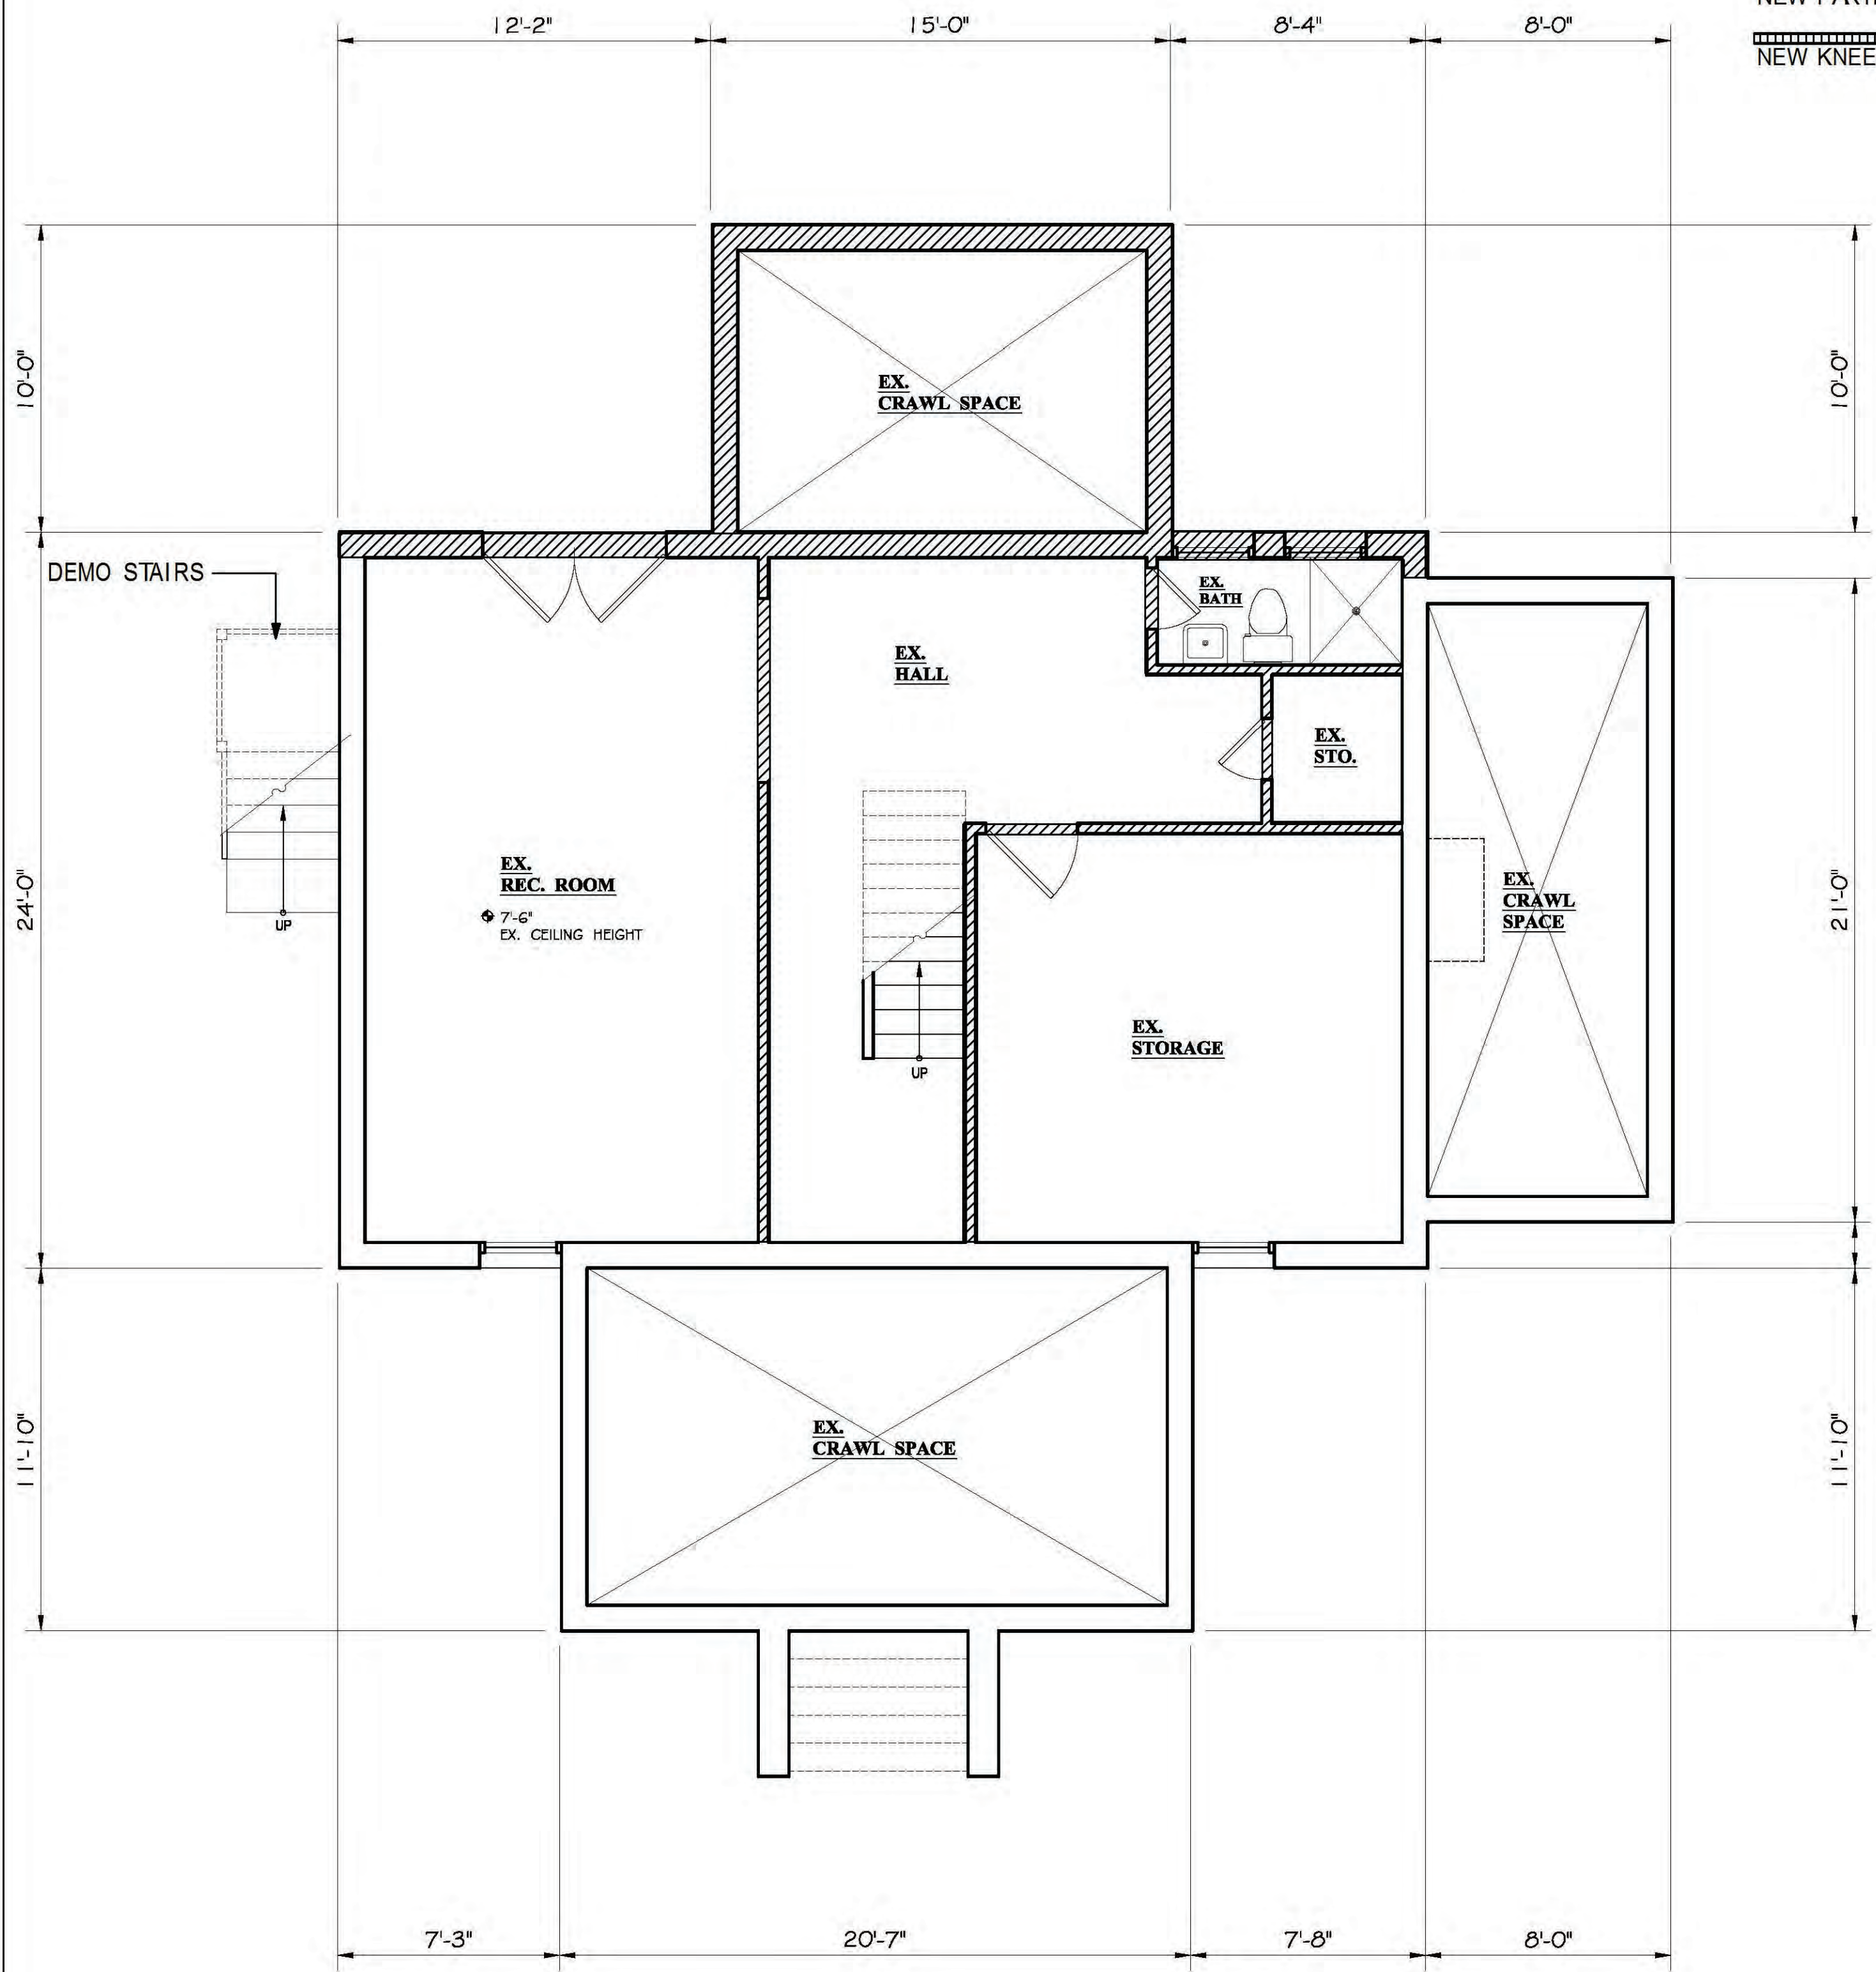 NEW KNEE
12'-2" 15'-0" 8'-4" 8'-0"
10'-0"
10'-0"
EX.
CRAWL SPACE
DEMO STAIRS
EX.
BATH
EX.
HALL
EX.
STO.
EX.
REC. ROOM
7'-6"
EX. CEILING HEIGHT
UP
24'-0"
EX.
CRAWL
SPACE
21'-0"
EX.
STORAGE
UP
11'-10"
EX.
CRAWL SPACE
11'-10"
7'-3" 20'-7" 7'-8" 8'-0"